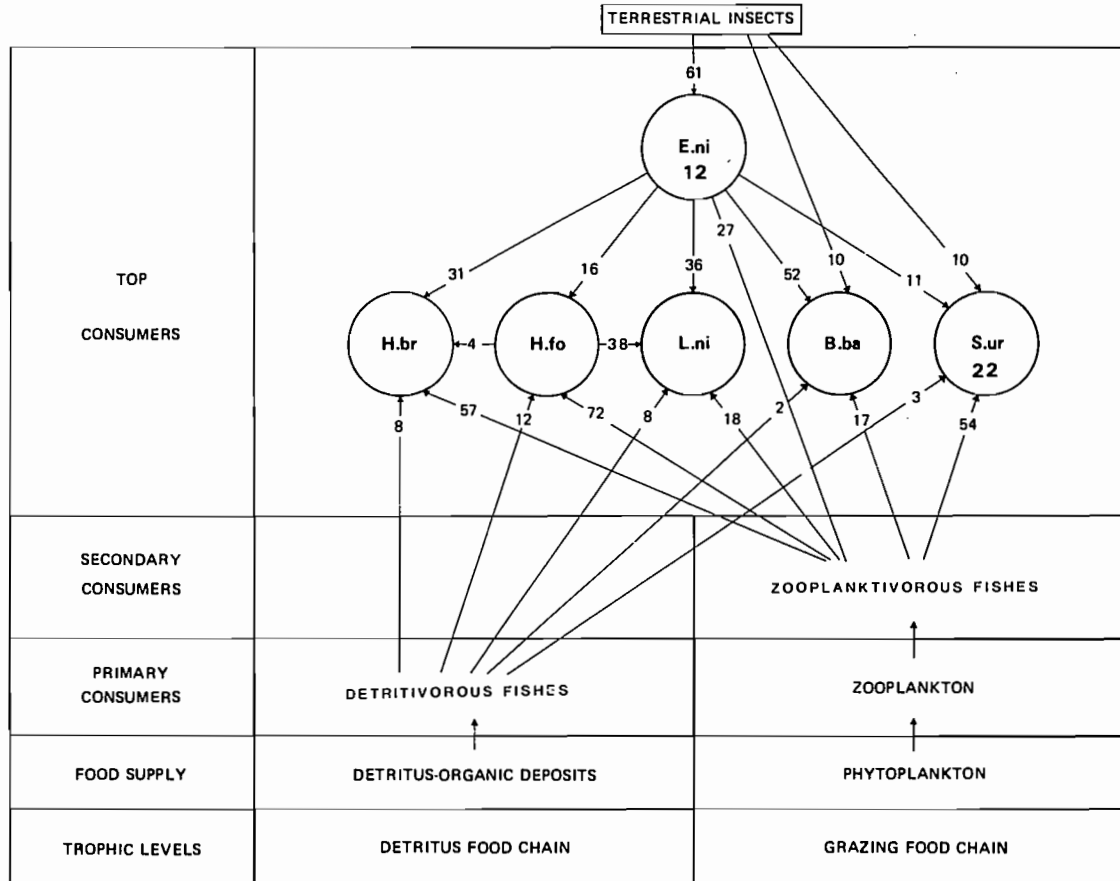 TERRESTRIAL INSECTS
61
E.ni
12
27
31
16
36
52
10
11
10
TOP
CONSUMERS
H.br
4
H.fo
38
L.ni
B.ba
S.ur
22
8
57
12
72
8
18
2
17
3
54
SECONDARY
CONSUMERS
ZOOPLANKTIVOROUS FISHES
PRIMARY
CONSUMERS
DETRITIVOROUS FISHES
ZOOPLANKTON
FOOD SUPPLY
DETRITUS-ORGANIC DEPOSITS
PHYTOPLANKTON
TROPHIC LEVELS
DETRITUS FOOD CHAIN
GRAZING FOOD CHAIN